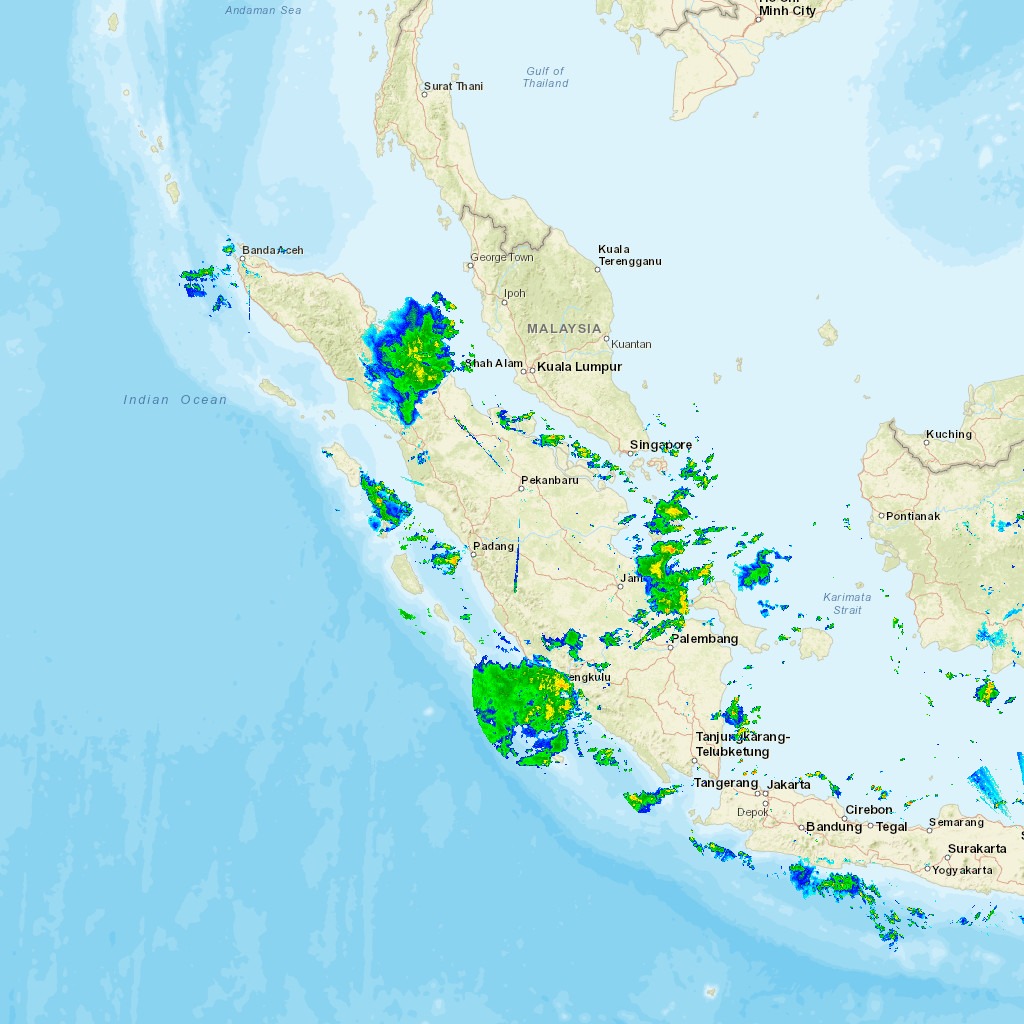 Andaman Sea
Minh City
Gulf of
Thailand
Surat Thani
Banda Aceh
George Town
Kuala
Terengganu
Ipoh
MALAYSIA
Kuantan
Shah Alam
Kuala Lumpur
Indian Ocean
Singapore
Kuching
Pekanbaru
Pontianak
Padang
Karimata
Strait
Palembang
Tanjungkarang-
Telubketung
Tangerang
Jakarta
Depok
Cirebon
Bandung
Tegal
Semarang
Surakarta
Yogyakarta